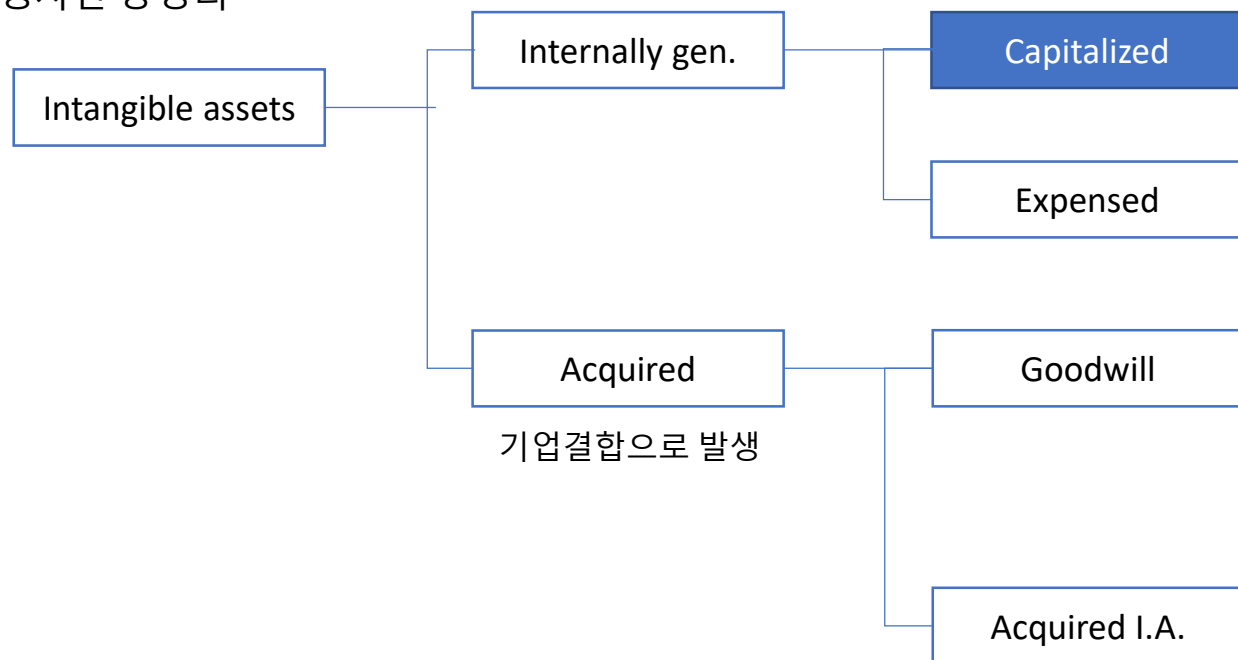 Intangible assets
Internally gen.
Capitalized
Expensed
Acquired
기업결합으로 발생
Goodwill
Acquired I.A.